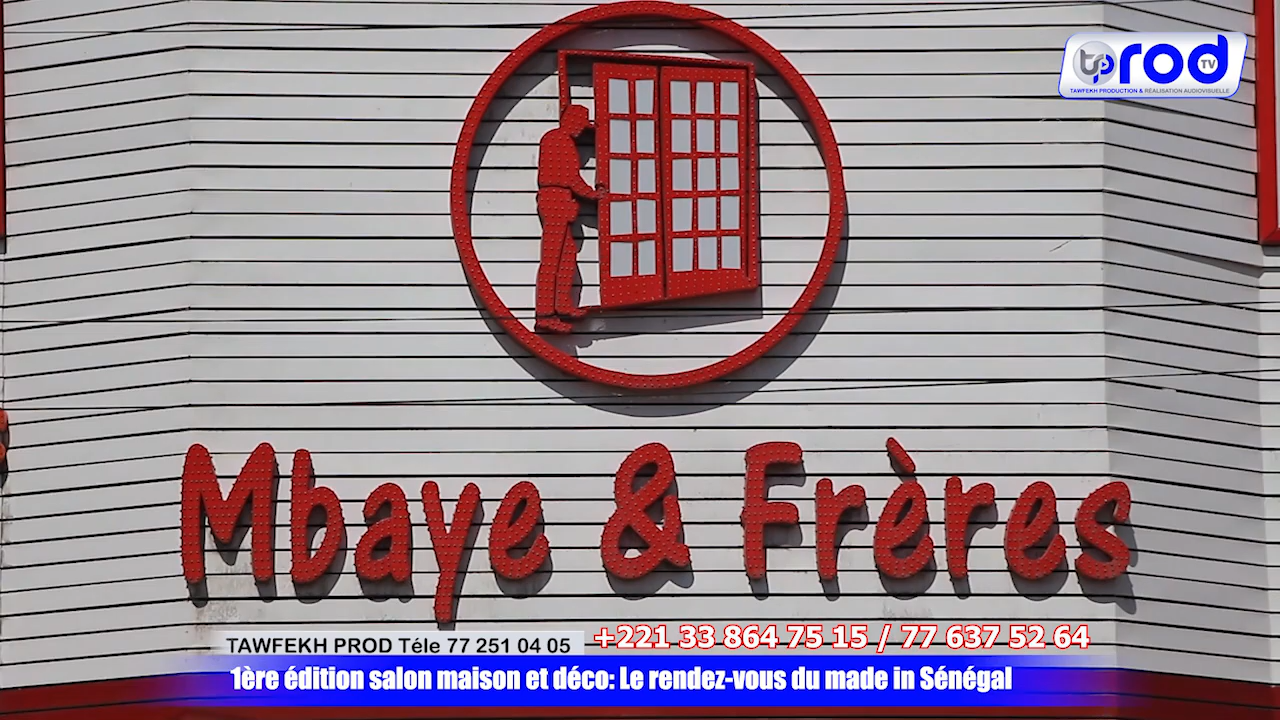 tprod TV
TAWFEKH PRODUCTION & RÉALISATION AUDIOVISUELLE
Mbaye & Frères
TAWFEKH PROD Téle 77 251 04 05
+221 33 864 75 15 / 77 637 52 64
1ère édition salon maison et déco: Le rendez-vous du made in Sénégal